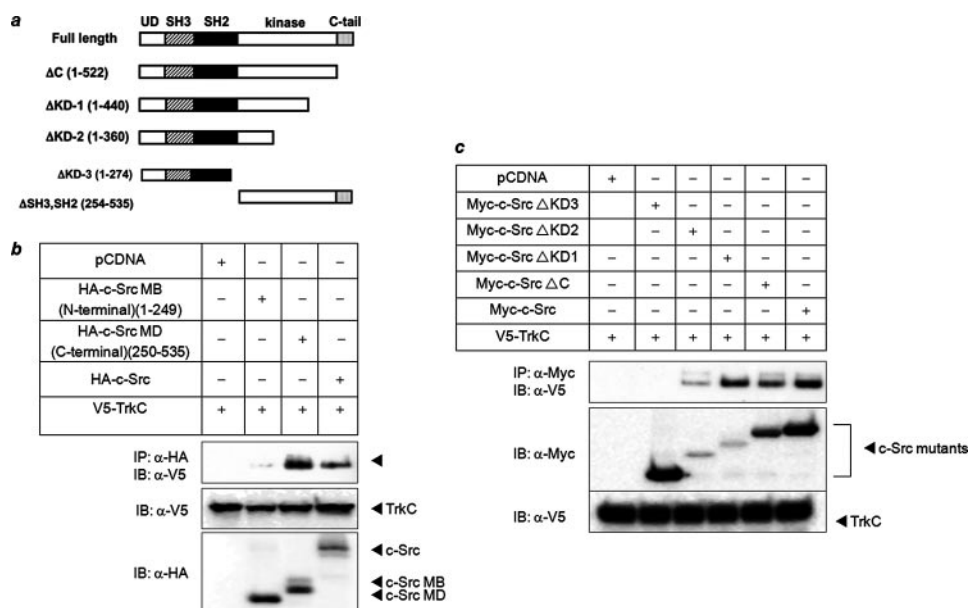 a
UD SH3 SH2 kinase C-tail
Full length
ΔC (1-522)
ΔKD-1 (1-440)
ΔKD-2 (1-360)
ΔKD-3 (1-274)
ΔSH3,SH2 (254-535)
b
pCDNA + – – –
HA-c-Src MB (N-terminal)(1-249) – + – –
HA-c-Src MD (C-terminal)(250-535) – – + –
HA-c-Src – – – +
V5-TrkC + + + +
IP: α-HA
IB: α-V5
IB: α-V5
TrkC
IB: α-HA
c-Src
c-Src MB
c-Src MD
c
pCDNA + – – – – –
Myc-c-Src △KD3 + – – – –
Myc-c-Src △KD2 – + – – –
Myc-c-Src △KD1 – – – + – –
Myc-c-Src △C – – – – + –
Myc-c-Src – – – – – +
V5-TrkC + + + + + +
IP: α-Myc
IB: α-V5
IB: α-Myc
c-Src mutants
IB: α-V5
TrkC